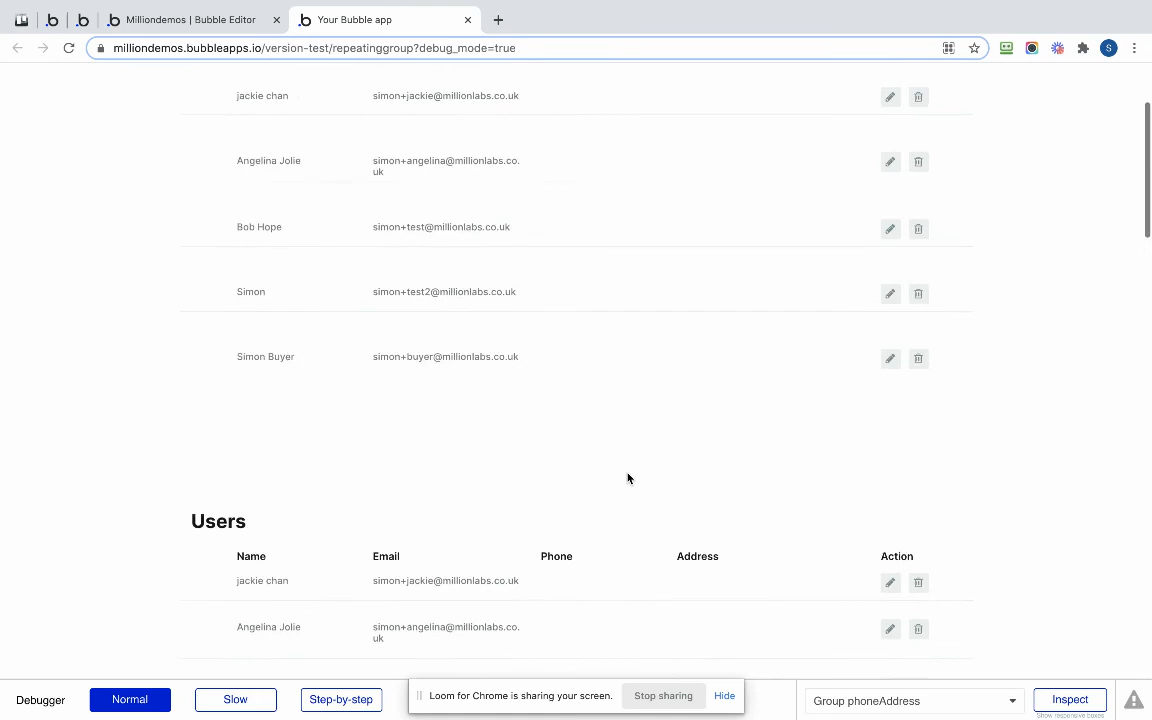 Milliondemos | Bubble Editor
Your Bubble app
milliondemos.bubbleapps.io/version-test/repeatinggroup?debug_mode=true
S
jackie chan simon+jackie@millionlabs.co.uk
Angelina Jolie simon+angelina@millionlabs.co.
uk
Bob Hope simon+test@millionlabs.co.uk
Simon simon+test2@millionlabs.co.uk
Simon Buyer simon+buyer@millionlabs.co.uk
Users
Name Email Phone Address Action
jackie chan simon+jackie@millionlabs.co.uk
Angelina Jolie simon+angelina@millionlabs.co.
uk
Debugger Normal Slow Step-by-step Loom for Chrome is sharing your screen. Stop sharing Hide Group phoneAddress Inspect
Show responsive boxes